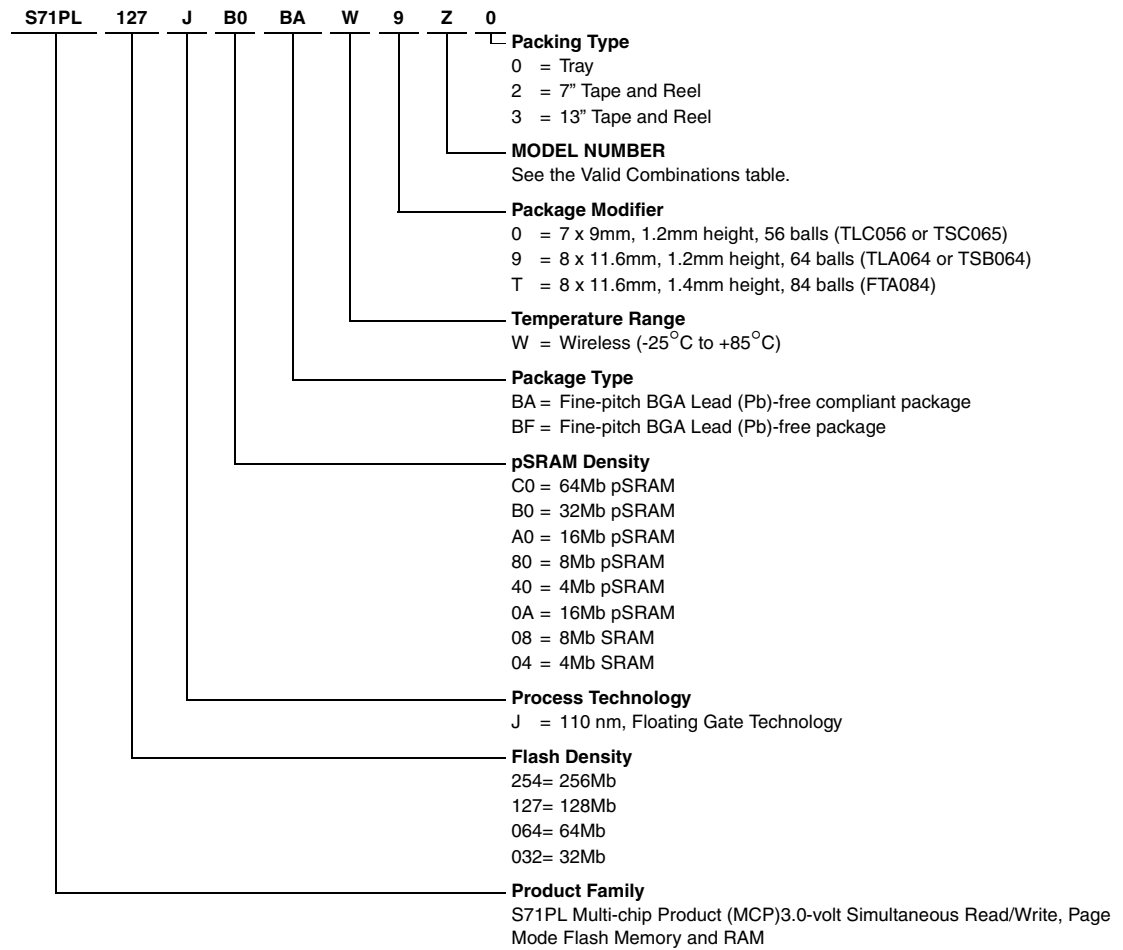 S71PL 127 J B0 BA W 9 Z 0
Packing Type
0 = Tray
2 = 7” Tape and Reel
3 = 13” Tape and Reel
MODEL NUMBER
See the Valid Combinations table.
Package Modifier
0 = 7 x 9mm, 1.2mm height, 56 balls (TLC056 or TSC065)
9 = 8 x 11.6mm, 1.2mm height, 64 balls (TLA064 or TSB064)
T = 8 x 11.6mm, 1.4mm height, 84 balls (FTA084)
Temperature Range
W = Wireless (-25°C to +85°C)
Package Type
BA = Fine-pitch BGA Lead (Pb)-free compliant package
BF = Fine-pitch BGA Lead (Pb)-free package
pSRAM Density
C0 = 64Mb pSRAM
B0 = 32Mb pSRAM
A0 = 16Mb pSRAM
80 = 8Mb pSRAM
40 = 4Mb pSRAM
0A = 16Mb pSRAM
08 = 8Mb SRAM
04 = 4Mb SRAM
Process Technology
J = 110 nm, Floating Gate Technology
Flash Density
254= 256Mb
127= 128Mb
064= 64Mb
032= 32Mb
Product Family
S71PL Multi-chip Product (MCP)3.0-volt Simultaneous Read/Write, Page
Mode Flash Memory and RAM